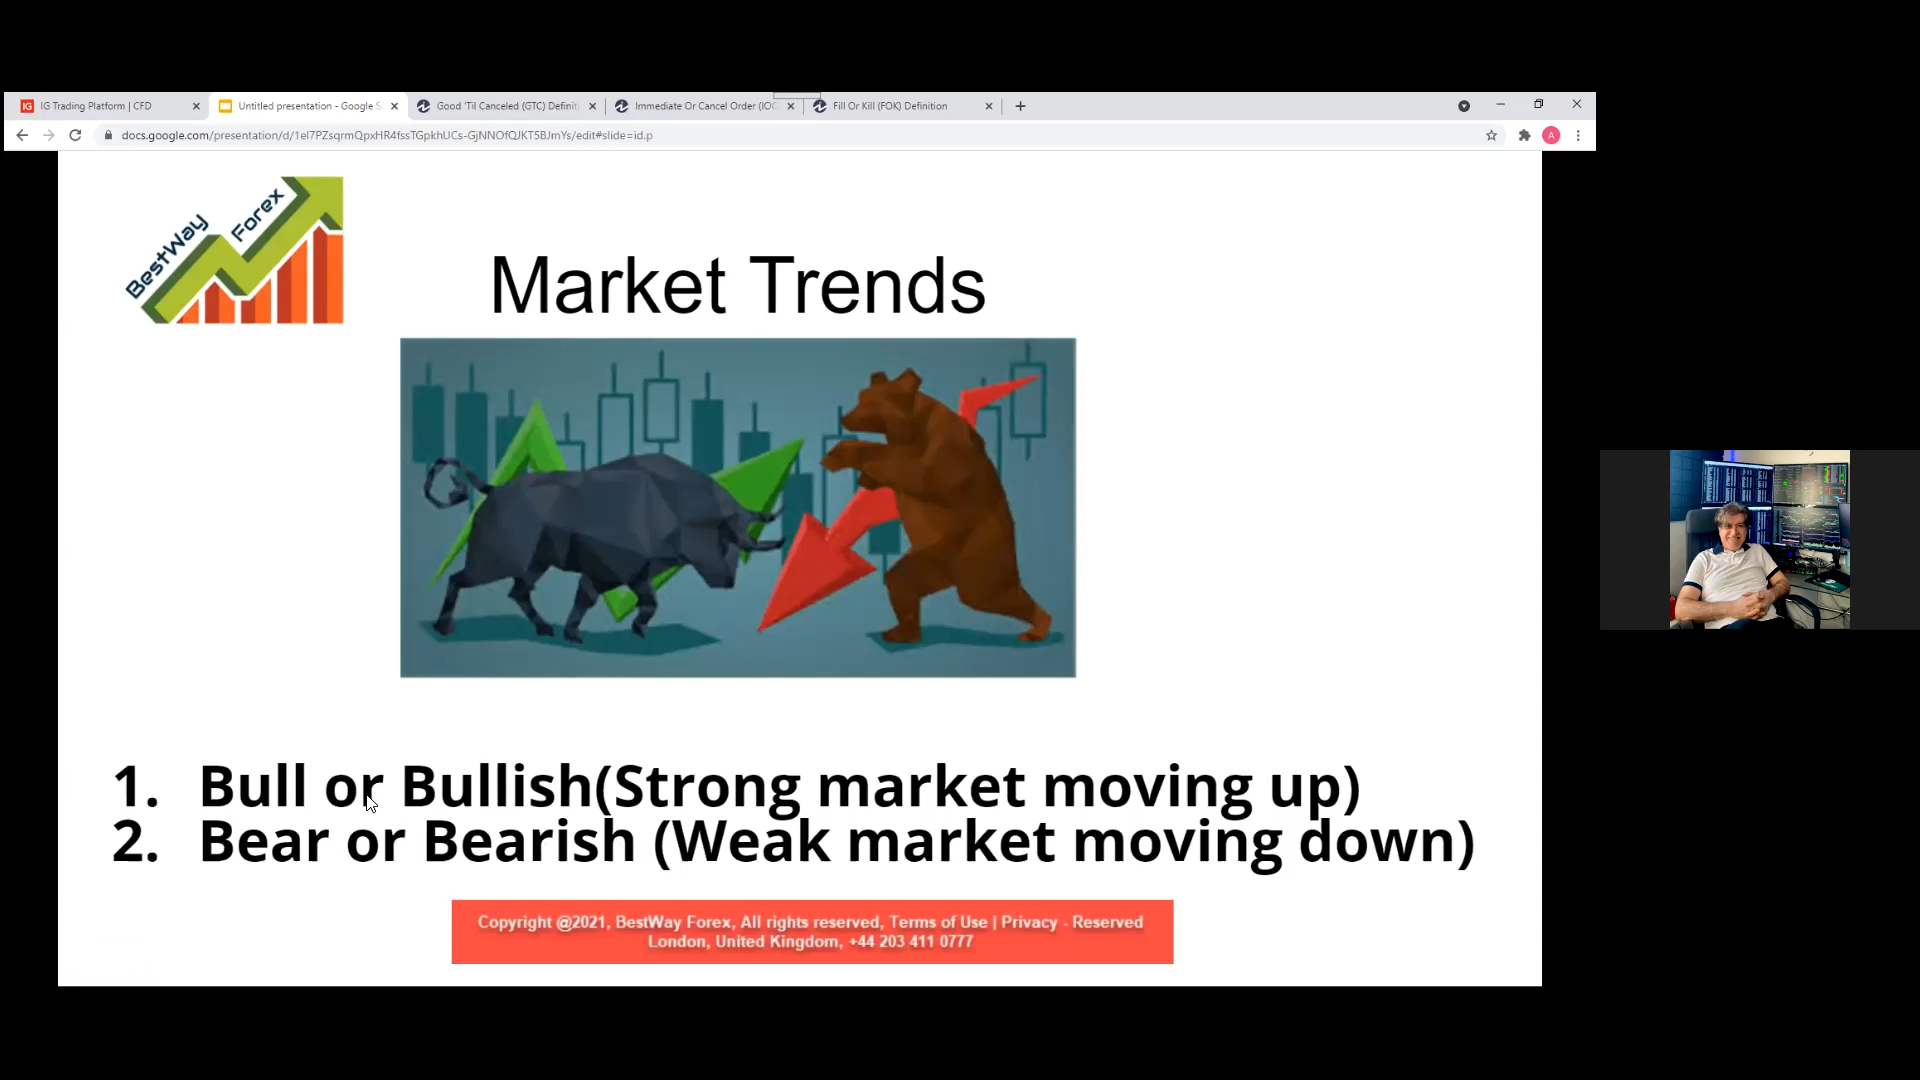 IG Trading Platform | CFD
Untitled presentation - Google S
Good 'Til Canceled (GTC) Definiti
Immediate Or Cancel Order (IOC
Fill Or Kill (FOK) Definition
docs.google.com/presentation/d/1el7PZsqrmQpxHR4fssTGpkhUCs-GjNNOfQJKT5BJmYs/edit#slide=id.p
A
BestWay Forex
Market Trends
1. Bull or Bullish(Strong market moving up)
2. Bear or Bearish (Weak market moving down)
Copyright @2021, BestWay Forex, All rights reserved, Terms of Use | Privacy - Reserved
London, United Kingdom, +44 203 411 0777